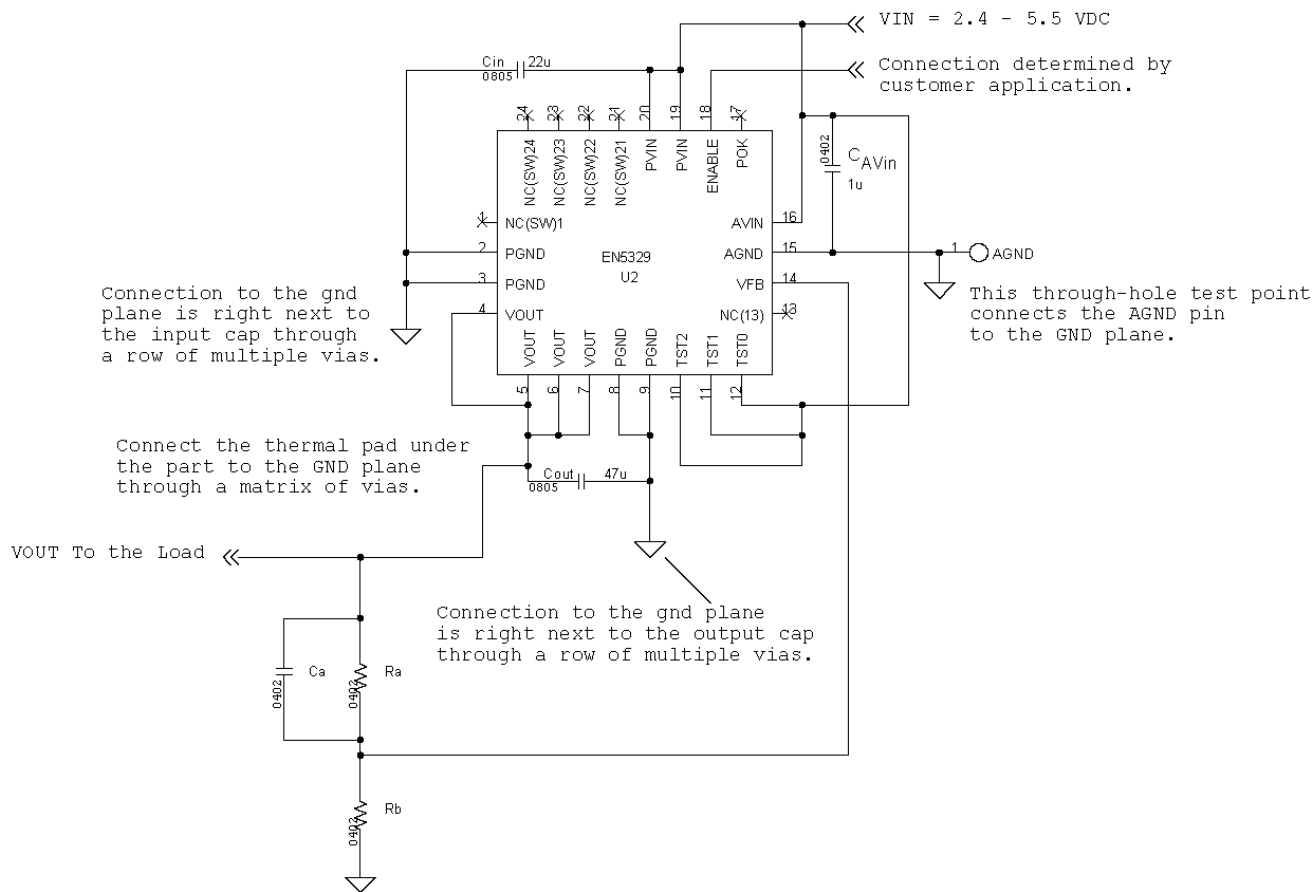 VIN = 2.4 - 5.5 VDC
Cin
22u
0805
Connection determined by
customer application.
24
23
22
21
20
19
18
17
NC(SW)24
NC(SW)23
NC(SW)22
NC(SW)21
PVIN
PVIN
ENABLE
POK
0402
CAVin
1u
1
NC(SW)1
AVIN
16
2
PGND
EN5329
AGND
15
1
AGND
3
PGND
U2
VFB
14
4
VOUT
NC(13)
13
Connection to the gnd
plane is right next to
the input cap through
a row of multiple vias.
This through-hole test point
connects the AGND pin
to the GND plane.
VOUT
VOUT
VOUT
PGND
PGND
TST2
TST1
TST0
5
6
7
8
9
10
11
12
Connect the thermal pad under
the part to the GND plane
through a matrix of vias.
Cout
47u
0805
VOUT To the Load
Connection to the gnd plane
is right next to the output cap
through a row of multiple vias.
Ca
0402
Ra
0402
Rb
0402